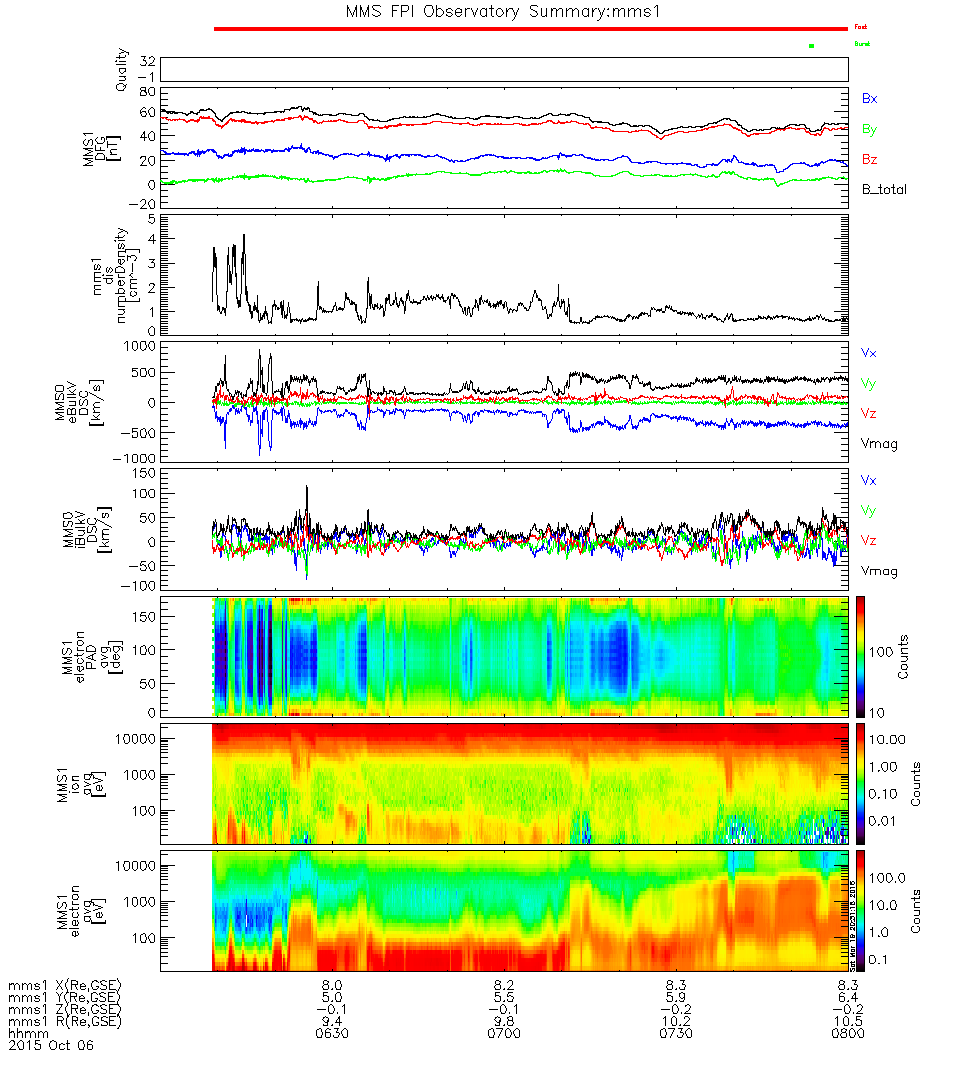 MMS FPI Observatory Summary:mms1
Fast
Burst
Quality
32
-1
MMS1
DFG
[nT]
80
60
40
20
0
-20
Bx
By
Bz
B_total
mms1
dis
numberDensity
[cm^-3]
5
4
3
2
1
0
MMS0
eBulkV
DSC
[km/s]
1000
500
0
-500
-1000
Vx
Vy
Vz
Vmag
MMS0
iBulkV
DSC
[km/s]
150
100
50
0
-50
-100
Vx
Vy
Vz
Vmag
MMS1
electron
PAD
avg
[deg]
150
100
50
0
100
10
Counts
MMS1
ion
avg
[eV]
10000
1000
100
10.00
1.00
0.10
0.01
Counts
MMS1
electron
avg
[eV]
10000
1000
100
100.0
10.0
1.0
0.1
Counts
mms1 X(Re,GSE) 8.0 8.2 8.3 8.3
mms1 Y(Re,GSE) 5.0 5.5 5.9 6.4
mms1 Z(Re,GSE) -0.1 -0.1 -0.2 -0.2
mms1 R(Re,GSE) 9.4 9.8 10.2 10.5
hhmm 0630 0700 0730 0800
2015 Oct 06